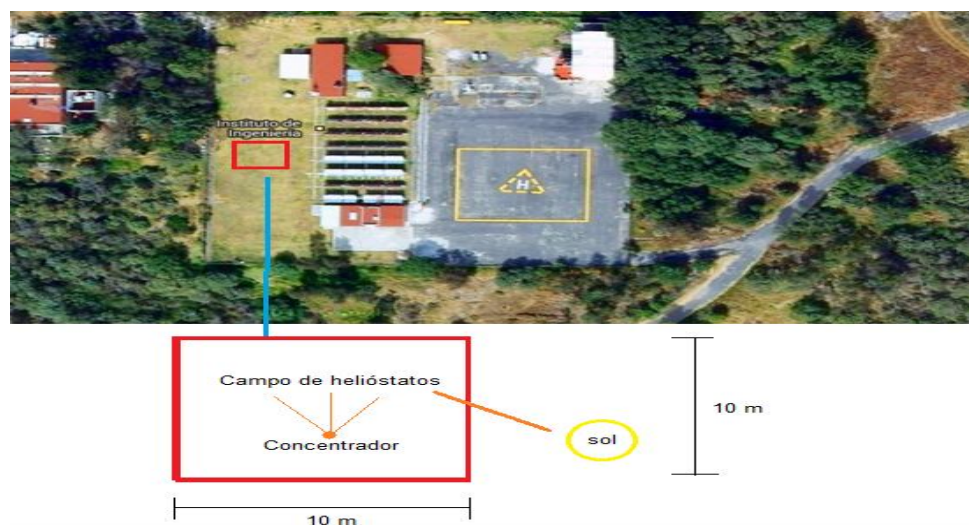 Instituto de
Ingeniería
H
Campo de helióstatos
Concentrador
sol
10 m
10 m